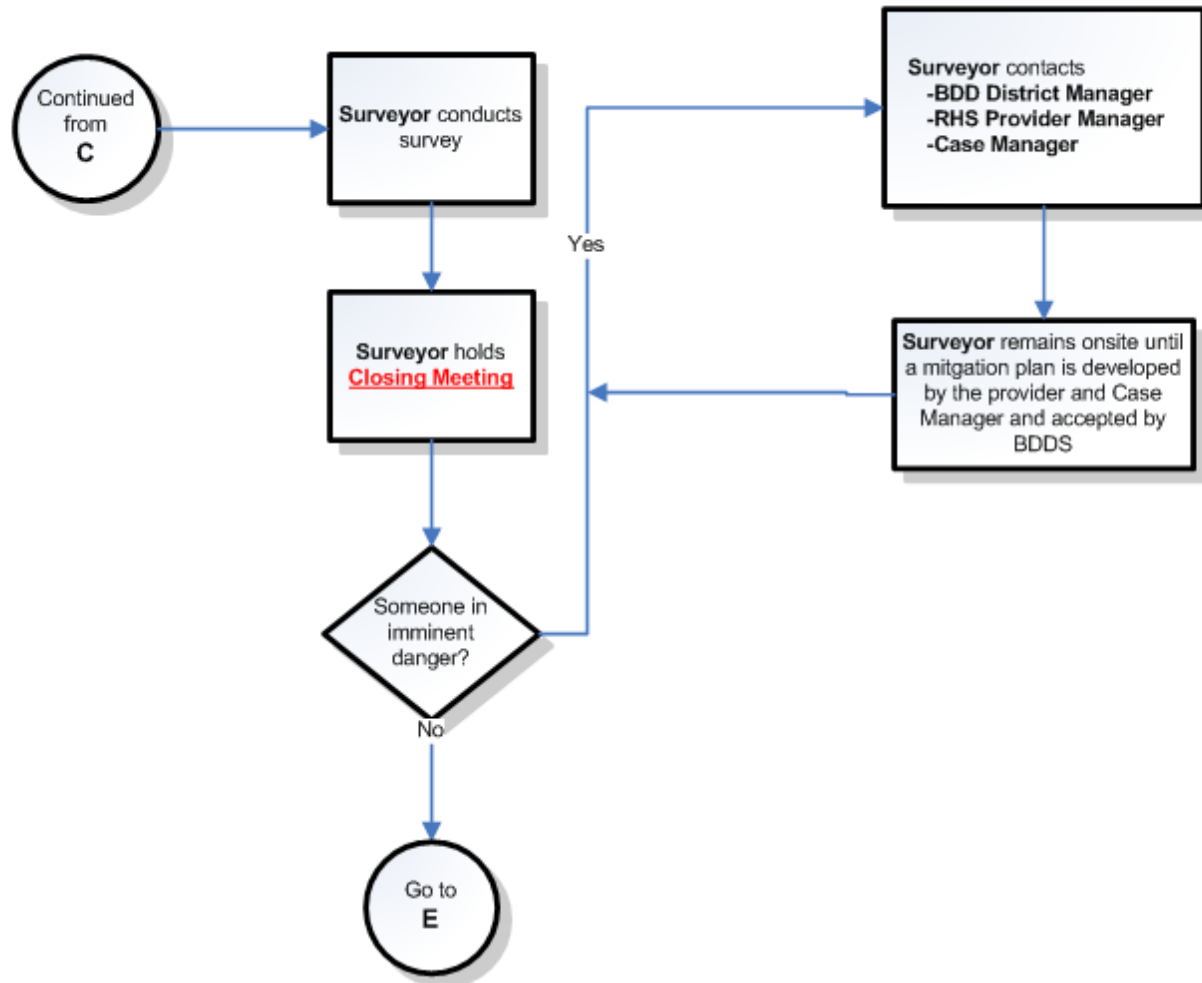 Continued
from
C
Surveyor conducts
survey
Surveyor contacts
-BDD District Manager
-RHS Provider Manager
-Case Manager
Yes
Surveyor holds
Closing Meeting
Surveyor remains onsite until
a mitgation plan is developed
by the provider and Case
Manager and accepted by
BDDS
Someone in
imminent
danger?
No
Go to
E